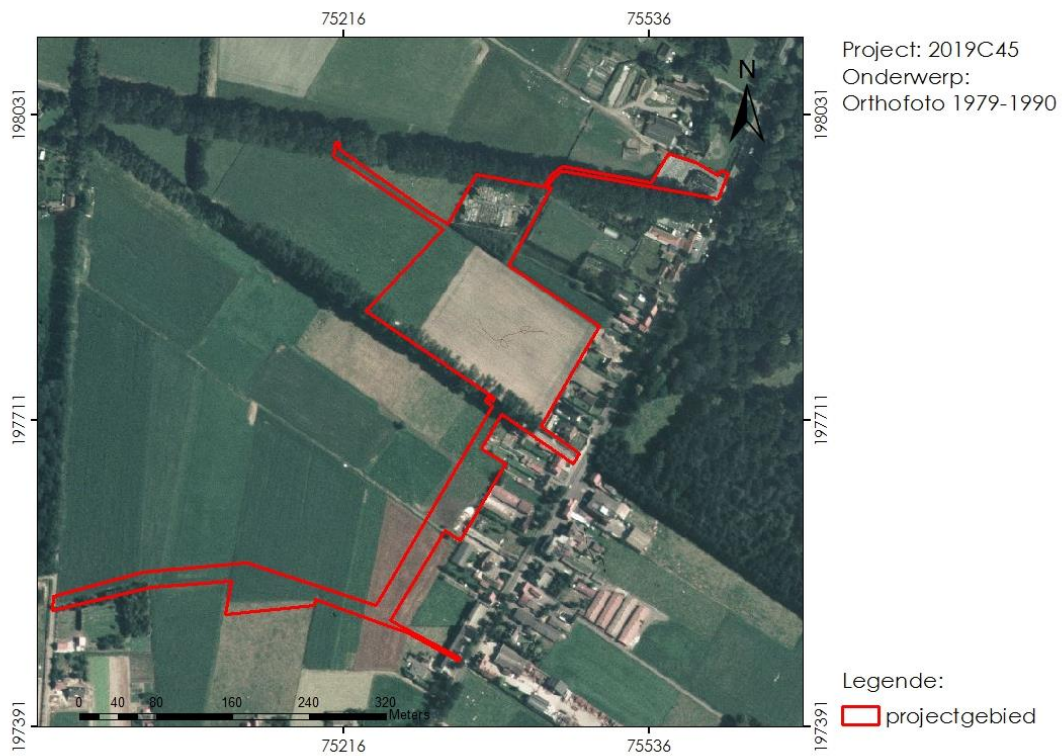 75216
75536
Project: 2019C45
Onderwerp:
Orthofoto 1979-1990
N
198031
198031
197711
197711
0 40 80 160 240 320
Meters
197391
197391
75216
75536
Legende:
projectgebied